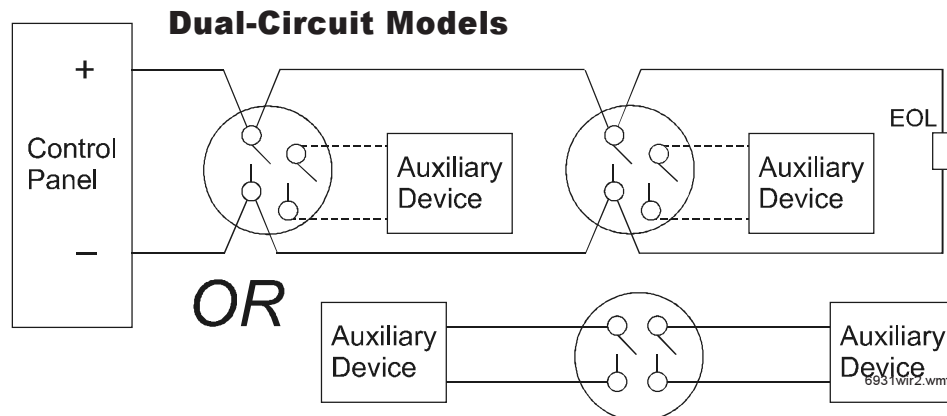 Dual-Circuit Models
+
Control
Panel
–
Auxiliary
Device
Auxiliary
Device
EOL
OR
Auxiliary
Device
Auxiliary
Device
6931wir2.wmf